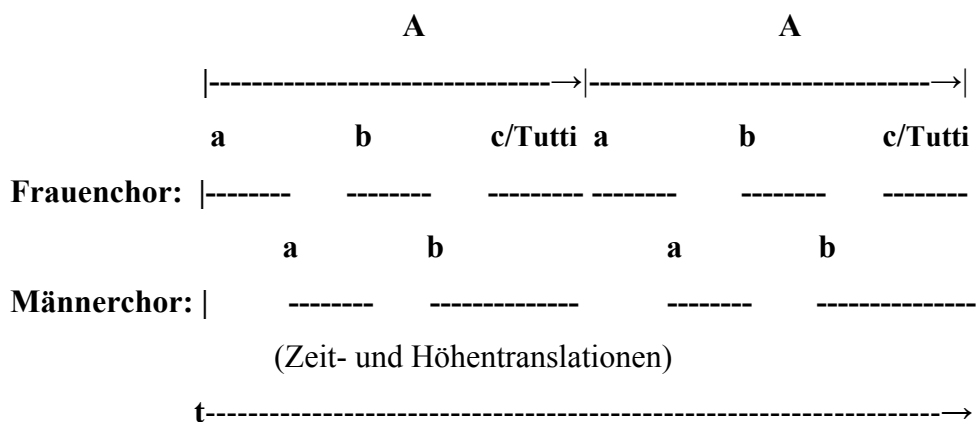 A A
|--------------------------------→|--------------------------------→|
a b c/Tutti a b c/Tutti
Frauenchor: |-------- -------- --------- -------- -------- --------
a b a b
Männerchor: | -------- -------------- -------- ---------------
(Zeit- und Höhentranslationen)
t----------------------------------------------------------------------→